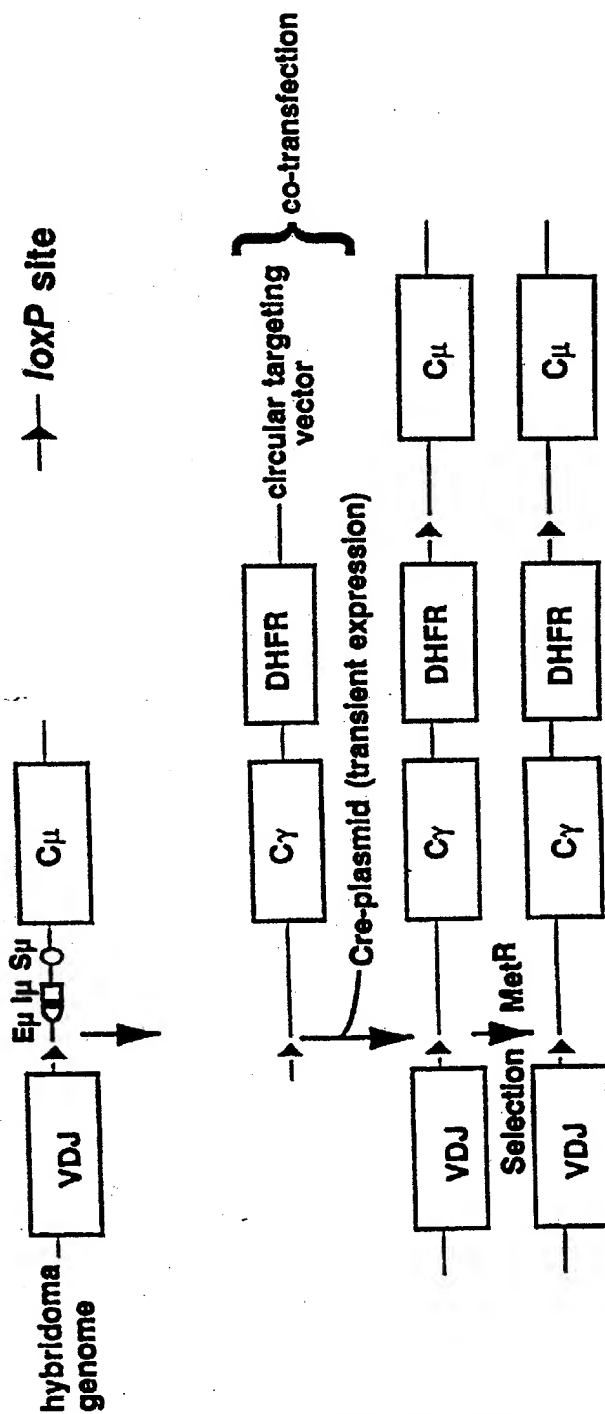 loxP site
hybridoma
genome
VDJ
Eµ Iµ Sµ
Cµ
Cγ
DHFR
circular targeting
vector
co-transfection
Cre-plasmid (transient expression)
VDJ
Cγ
DHFR
Cµ
Selection MetR
VDJ
Cγ
DHFR
Cµ